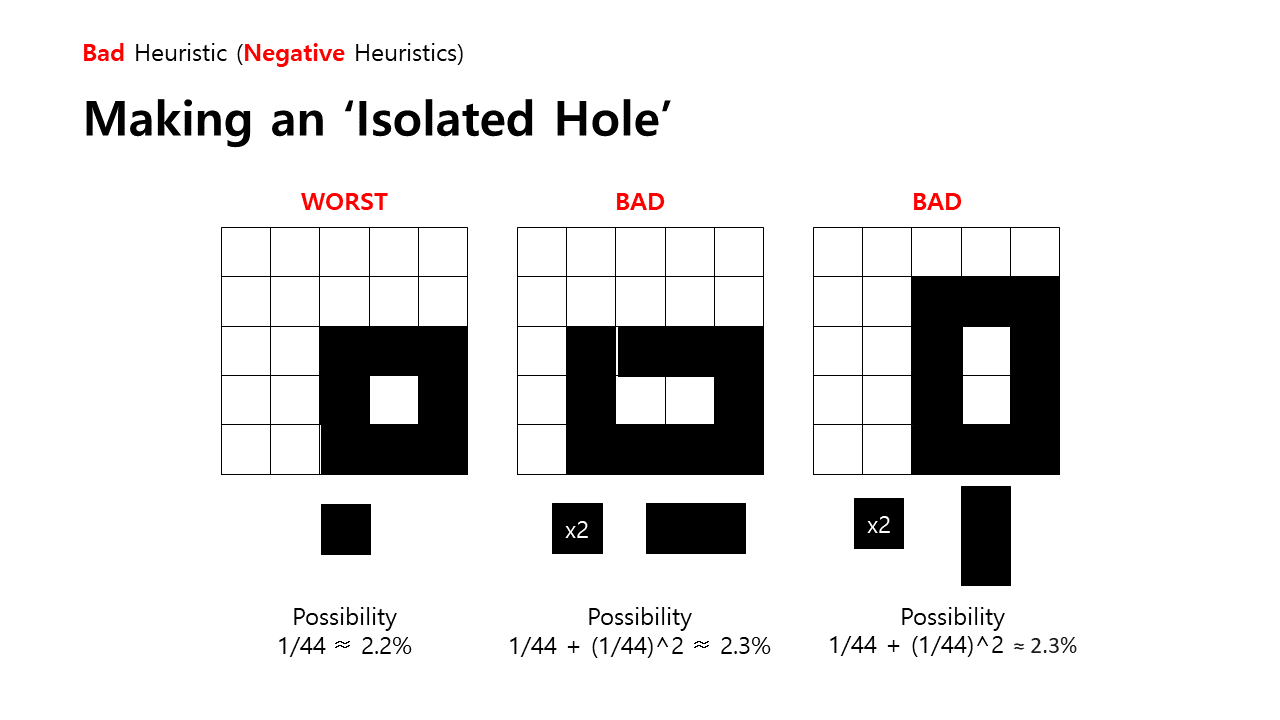 Bad Heuristic (Negative Heuristics)
Making an ‘Isolated Hole’
WORST
BAD
BAD
x2
x2
Possibility
1/44 ≈ 2.2%
Possibility
1/44 + (1/44)^2 ≈ 2.3%
Possibility
1/44 + (1/44)^2 ≈ 2.3%